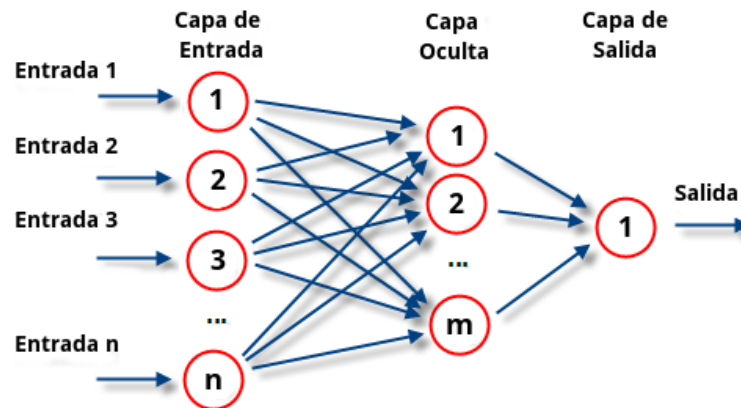 Capa de
Entrada
Capa
Oculta
Capa de
Salida
Entrada 1
Entrada 2
Entrada 3
Entrada n
1
2
3
...
n
1
2
...
m
1
Salida